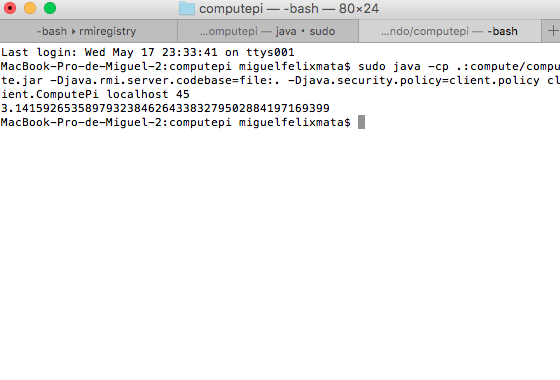 computepi — -bash — 80×24
-bash ▸ rmiregistry
...omputepi — java ◂ sudo
...ndo/computepi — -bash
Last login: Wed May 17 23:33:41 on ttys001
MacBook-Pro-de-Miguel-2:computepi miguelfelixmata$ sudo java -cp .:compute/compu
te.jar -Djava.rmi.server.codebase=file:. -Djava.security.policy=client.policy cl
ient.ComputePi localhost 45
3.141592653589793238462643383279502884197169399
MacBook-Pro-de-Miguel-2:computepi miguelfelixmata$